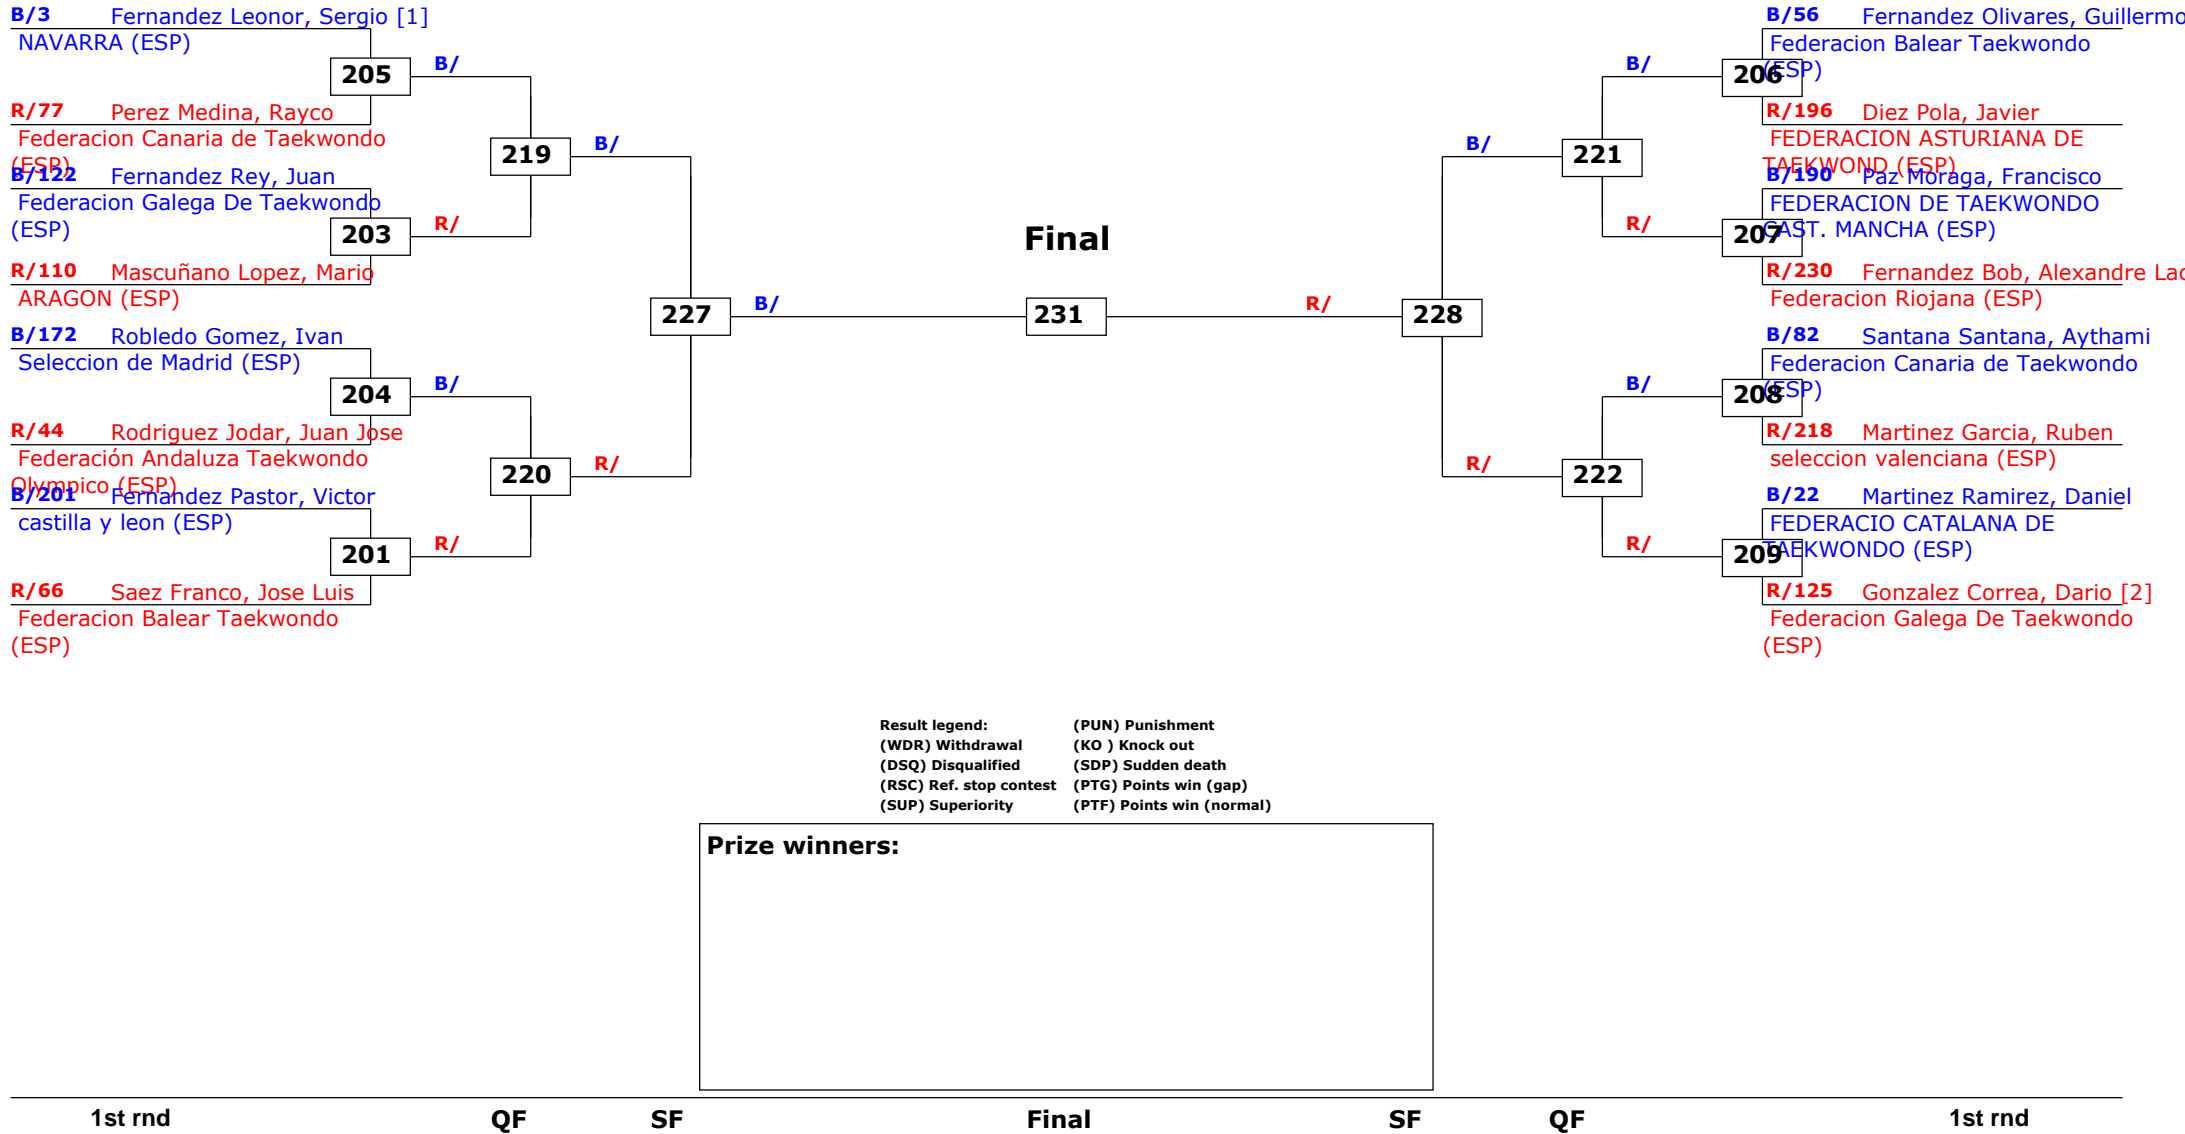 B/3 Fernandez Leonor, Sergio [1]
NAVARRA (ESP)
205
B/
R/77 Perez Medina, Rayco
Federacion Canaria de Taekwondo
(ESP)
219
B/
B/122 Fernandez Rey, Juan
Federacion Galega De Taekwondo
(ESP)
203
R/
R/110 Mascuñano Lopez, Mario
ARAGON (ESP)
227
B/
B/172 Robledo Gomez, Ivan
Seleccion de Madrid (ESP)
204
B/
R/44 Rodriguez Jodar, Juan Jose
Federación Andaluza Taekwondo
Olympico (ESP)
220
R/
B/201 Fernandez Pastor, Victor
castilla y leon (ESP)
201
R/
R/66 Saez Franco, Jose Luis
Federacion Balear Taekwondo
(ESP)
Final
231
B/56 Fernandez Olivares, Guillermo
Federacion Balear Taekwondo
(ESP)
206
B/
R/196 Diez Pola, Javier
FEDERACION ASTURIANA DE
TAEKWOND (ESP)
221
B/
B/190 Paz Moraga, Francisco
FEDERACION DE TAEKWONDO
CAST. MANCHA (ESP)
207
R/
R/230 Fernandez Bob, Alexandre Lao
Federacion Riojana (ESP)
228
R/
B/82 Santana Santana, Aythami
Federacion Canaria de Taekwondo
(ESP)
208
B/
R/218 Martinez Garcia, Ruben
seleccion valenciana (ESP)
222
R/
B/22 Martinez Ramirez, Daniel
FEDERACIO CATALANA DE
TAEKWONDO (ESP)
209
R/
R/125 Gonzalez Correa, Dario [2]
Federacion Galega De Taekwondo
(ESP)
Result legend: (PUN) Punishment
(WDR) Withdrawal (KO ) Knock out
(DSQ) Disqualified (SDP) Sudden death
(RSC) Ref. stop contest (PTG) Points win (gap)
(SUP) Superiority (PTF) Points win (normal)
Prize winners:
1st rnd QF SF Final SF QF 1st rnd